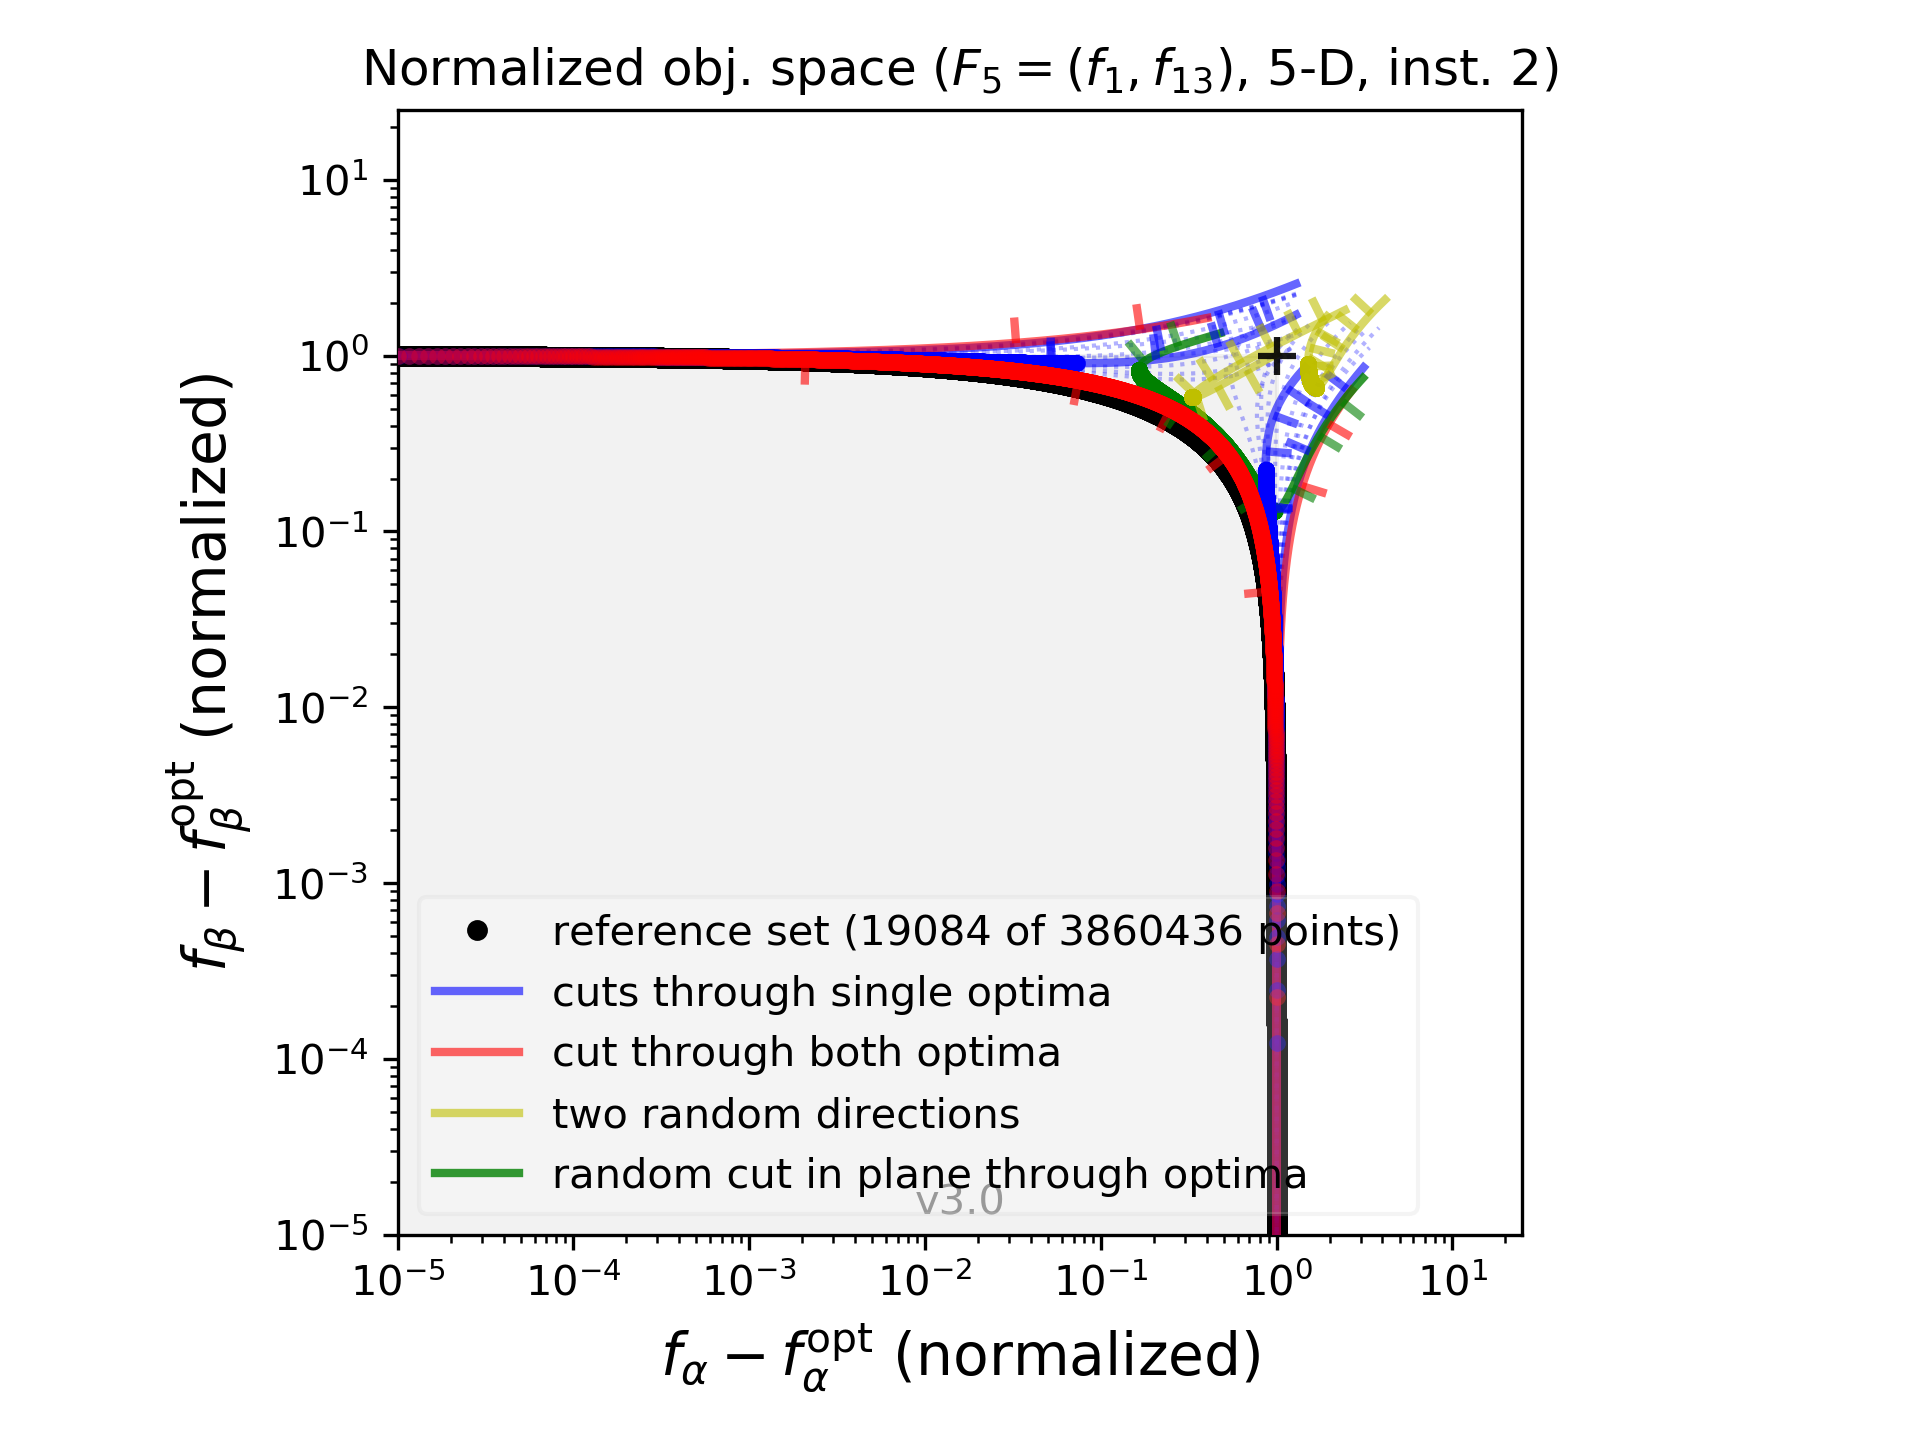 Normalized obj. space (F₅ = (f₁, f₁₃), 5-D, inst. 2)
f_β − f_β^opt (normalized)
10¹
10⁰
10⁻¹
10⁻²
10⁻³
10⁻⁴
10⁻⁵
reference set (19084 of 3860436 points)
cuts through single optima
cut through both optima
two random directions
random cut in plane through optima
v3.0
10⁻⁵ 10⁻⁴ 10⁻³ 10⁻² 10⁻¹ 10⁰ 10¹
f_α − f_α^opt (normalized)